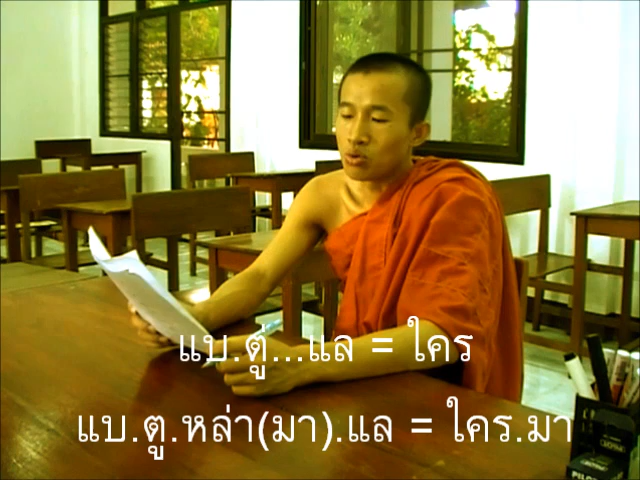 แบ.ตู่...แล = ใคร
แบ.ตู.หล่า(มา).แล = ใคร.มา
PILOT